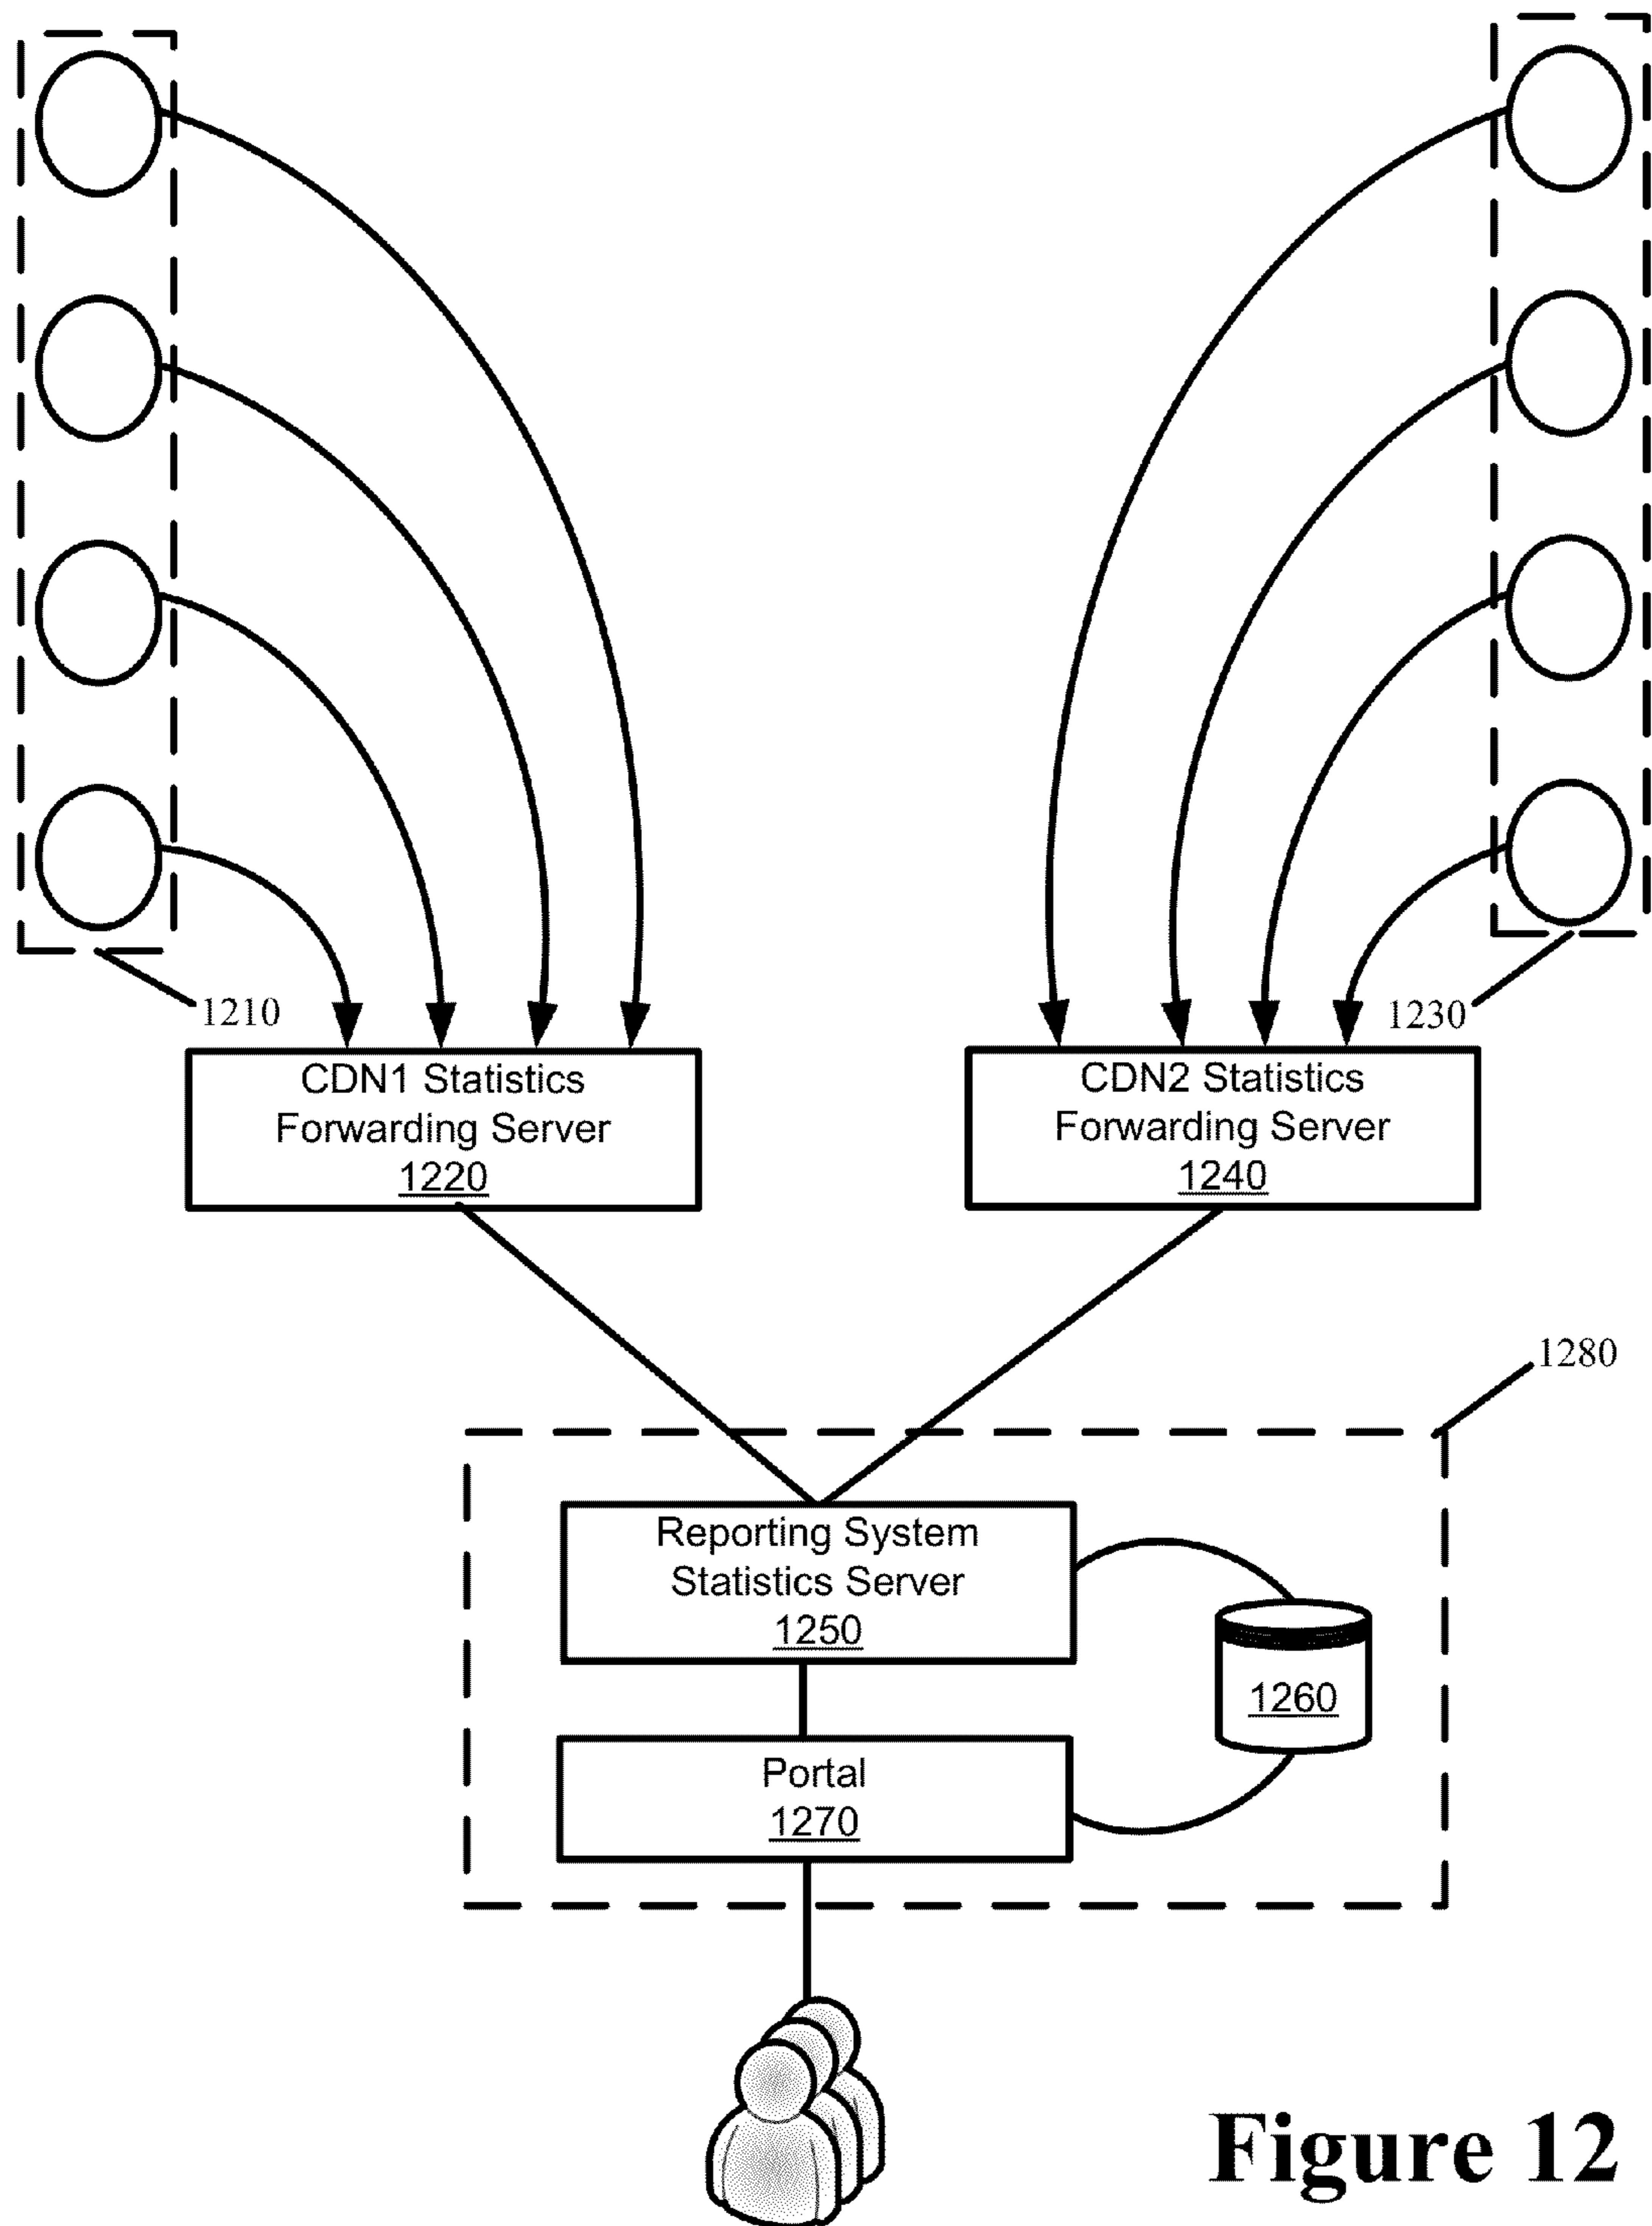 1210
1230
CDN1 Statistics
Forwarding Server
1220
CDN2 Statistics
Forwarding Server
1240
1280
Reporting System
Statistics Server
1250
1260
Portal
1270
Figure 12